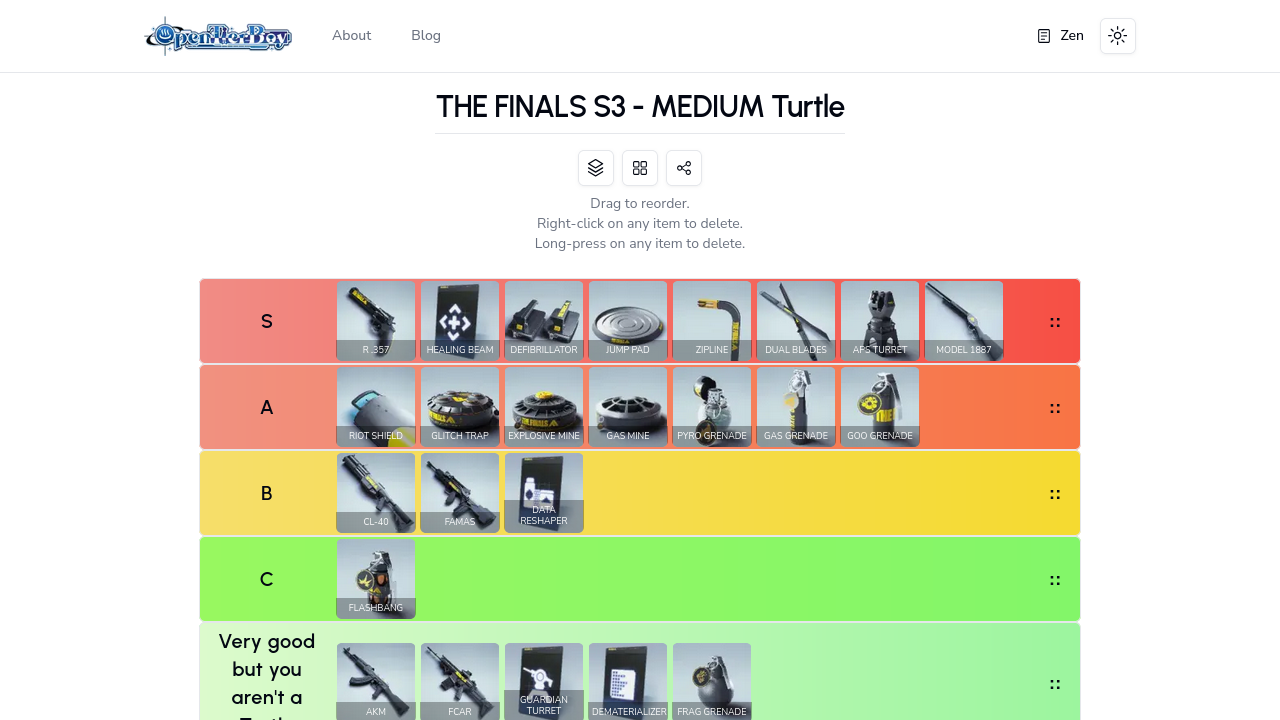 OpenTierBoy
About
Blog
Zen
THE FINALS S3 - MEDIUM Turtle
Drag to reorder.
Right-click on any item to delete.
Long-press on any item to delete.
S
R .357
HEALING BEAM
DEFIBRILLATOR
JUMP PAD
ZIPLINE
DUAL BLADES
APS TURRET
MODEL 1887
::
A
RIOT SHIELD
GLITCH TRAP
EXPLOSIVE MINE
GAS MINE
PYRO GRENADE
GAS GRENADE
GOO GRENADE
::
B
CL-40
FAMAS
DATA
RESHAPER
::
C
FLASHBANG
::
Very good
but you
aren't a
AKM
FCAR
GUARDIAN
TURRET
DEMATERIALIZER
FRAG GRENADE
::